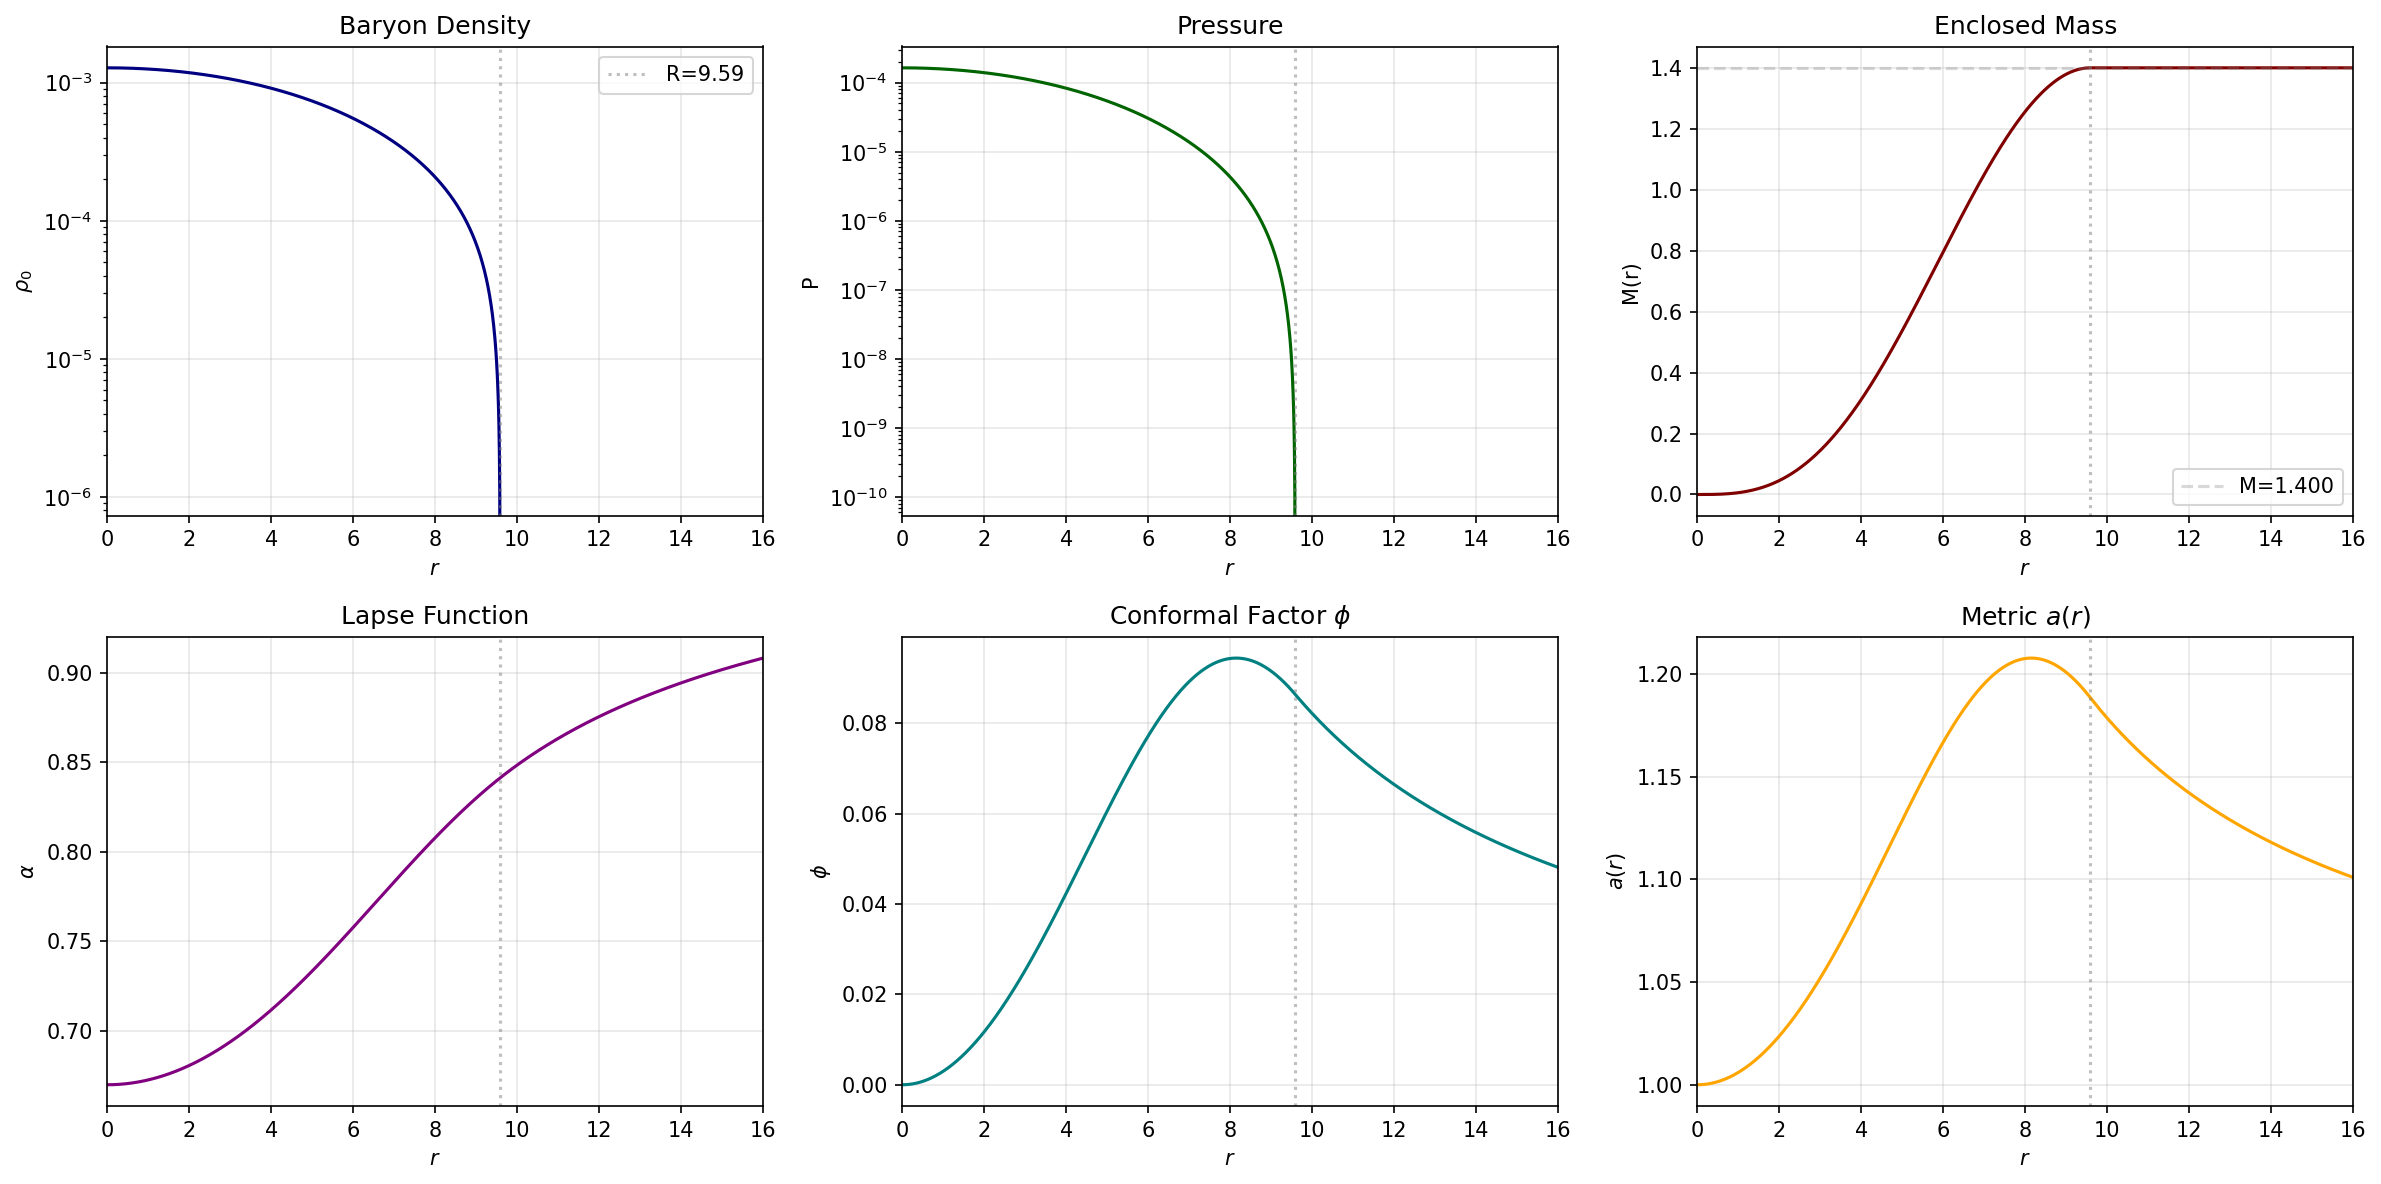 Baryon Density
10⁻³
10⁻⁴
10⁻⁵
10⁻⁶
ρ₀
R=9.59
0 2 4 6 8 10 12 14 16
r
Pressure
10⁻⁴
10⁻⁵
10⁻⁶
10⁻⁷
10⁻⁸
10⁻⁹
10⁻¹⁰
P
0 2 4 6 8 10 12 14 16
r
Enclosed Mass
1.4
1.2
1.0
0.8
0.6
0.4
0.2
0.0
M(r)
M=1.400
0 2 4 6 8 10 12 14 16
r
Lapse Function
0.90
0.85
0.80
0.75
0.70
α
0 2 4 6 8 10 12 14 16
r
Conformal Factor ϕ
0.08
0.06
0.04
0.02
0.00
ϕ
0 2 4 6 8 10 12 14 16
r
Metric a(r)
1.20
1.15
1.10
1.05
1.00
a(r)
0 2 4 6 8 10 12 14 16
r